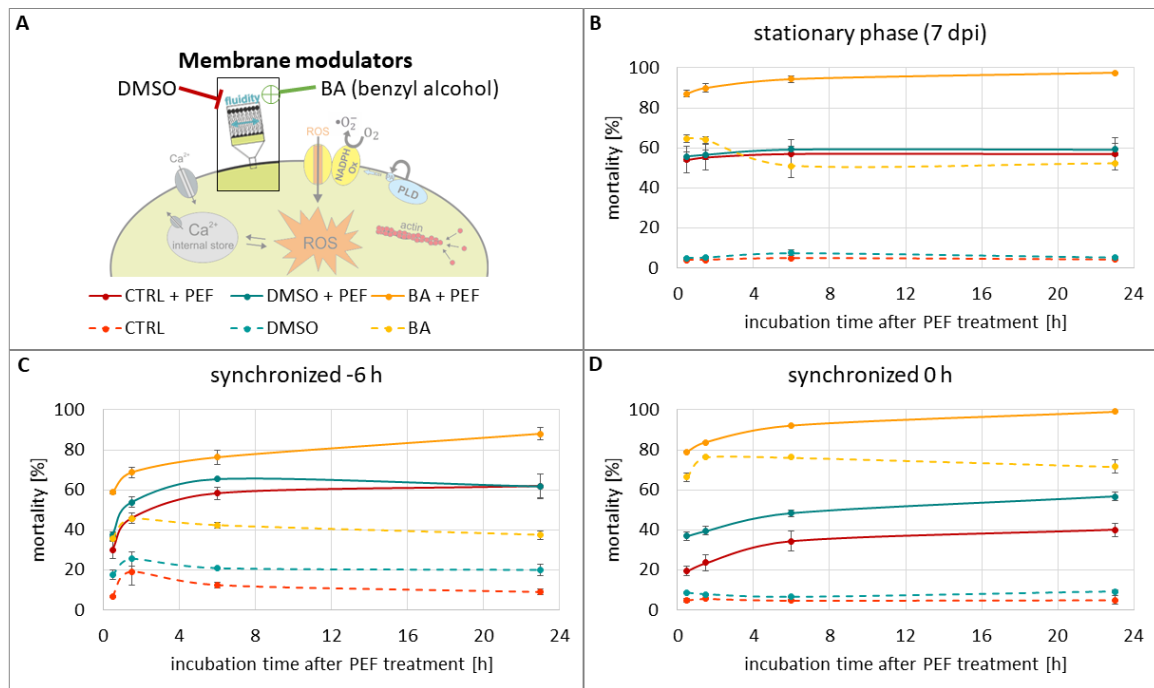 A
Membrane modulators
DMSO
BA (benzyl alcohol)
fluidity
•O₂⁻
O₂
ROS
Ca²⁺
NADPH
Ox
PLD
Ca²⁺
internal store
ROS
actin
CTRL + PEF
DMSO + PEF
BA + PEF
CTRL
DMSO
BA
B
stationary phase (7 dpi)
mortality [%]
100
80
60
40
20
0
0 4 8 12 16 20 24
incubation time after PEF treatment [h]
C
synchronized -6 h
mortality [%]
100
80
60
40
20
0
0 4 8 12 16 20 24
incubation time after PEF treatment [h]
D
synchronized 0 h
mortality [%]
100
80
60
40
20
0
0 4 8 12 16 20 24
incubation time after PEF treatment [h]